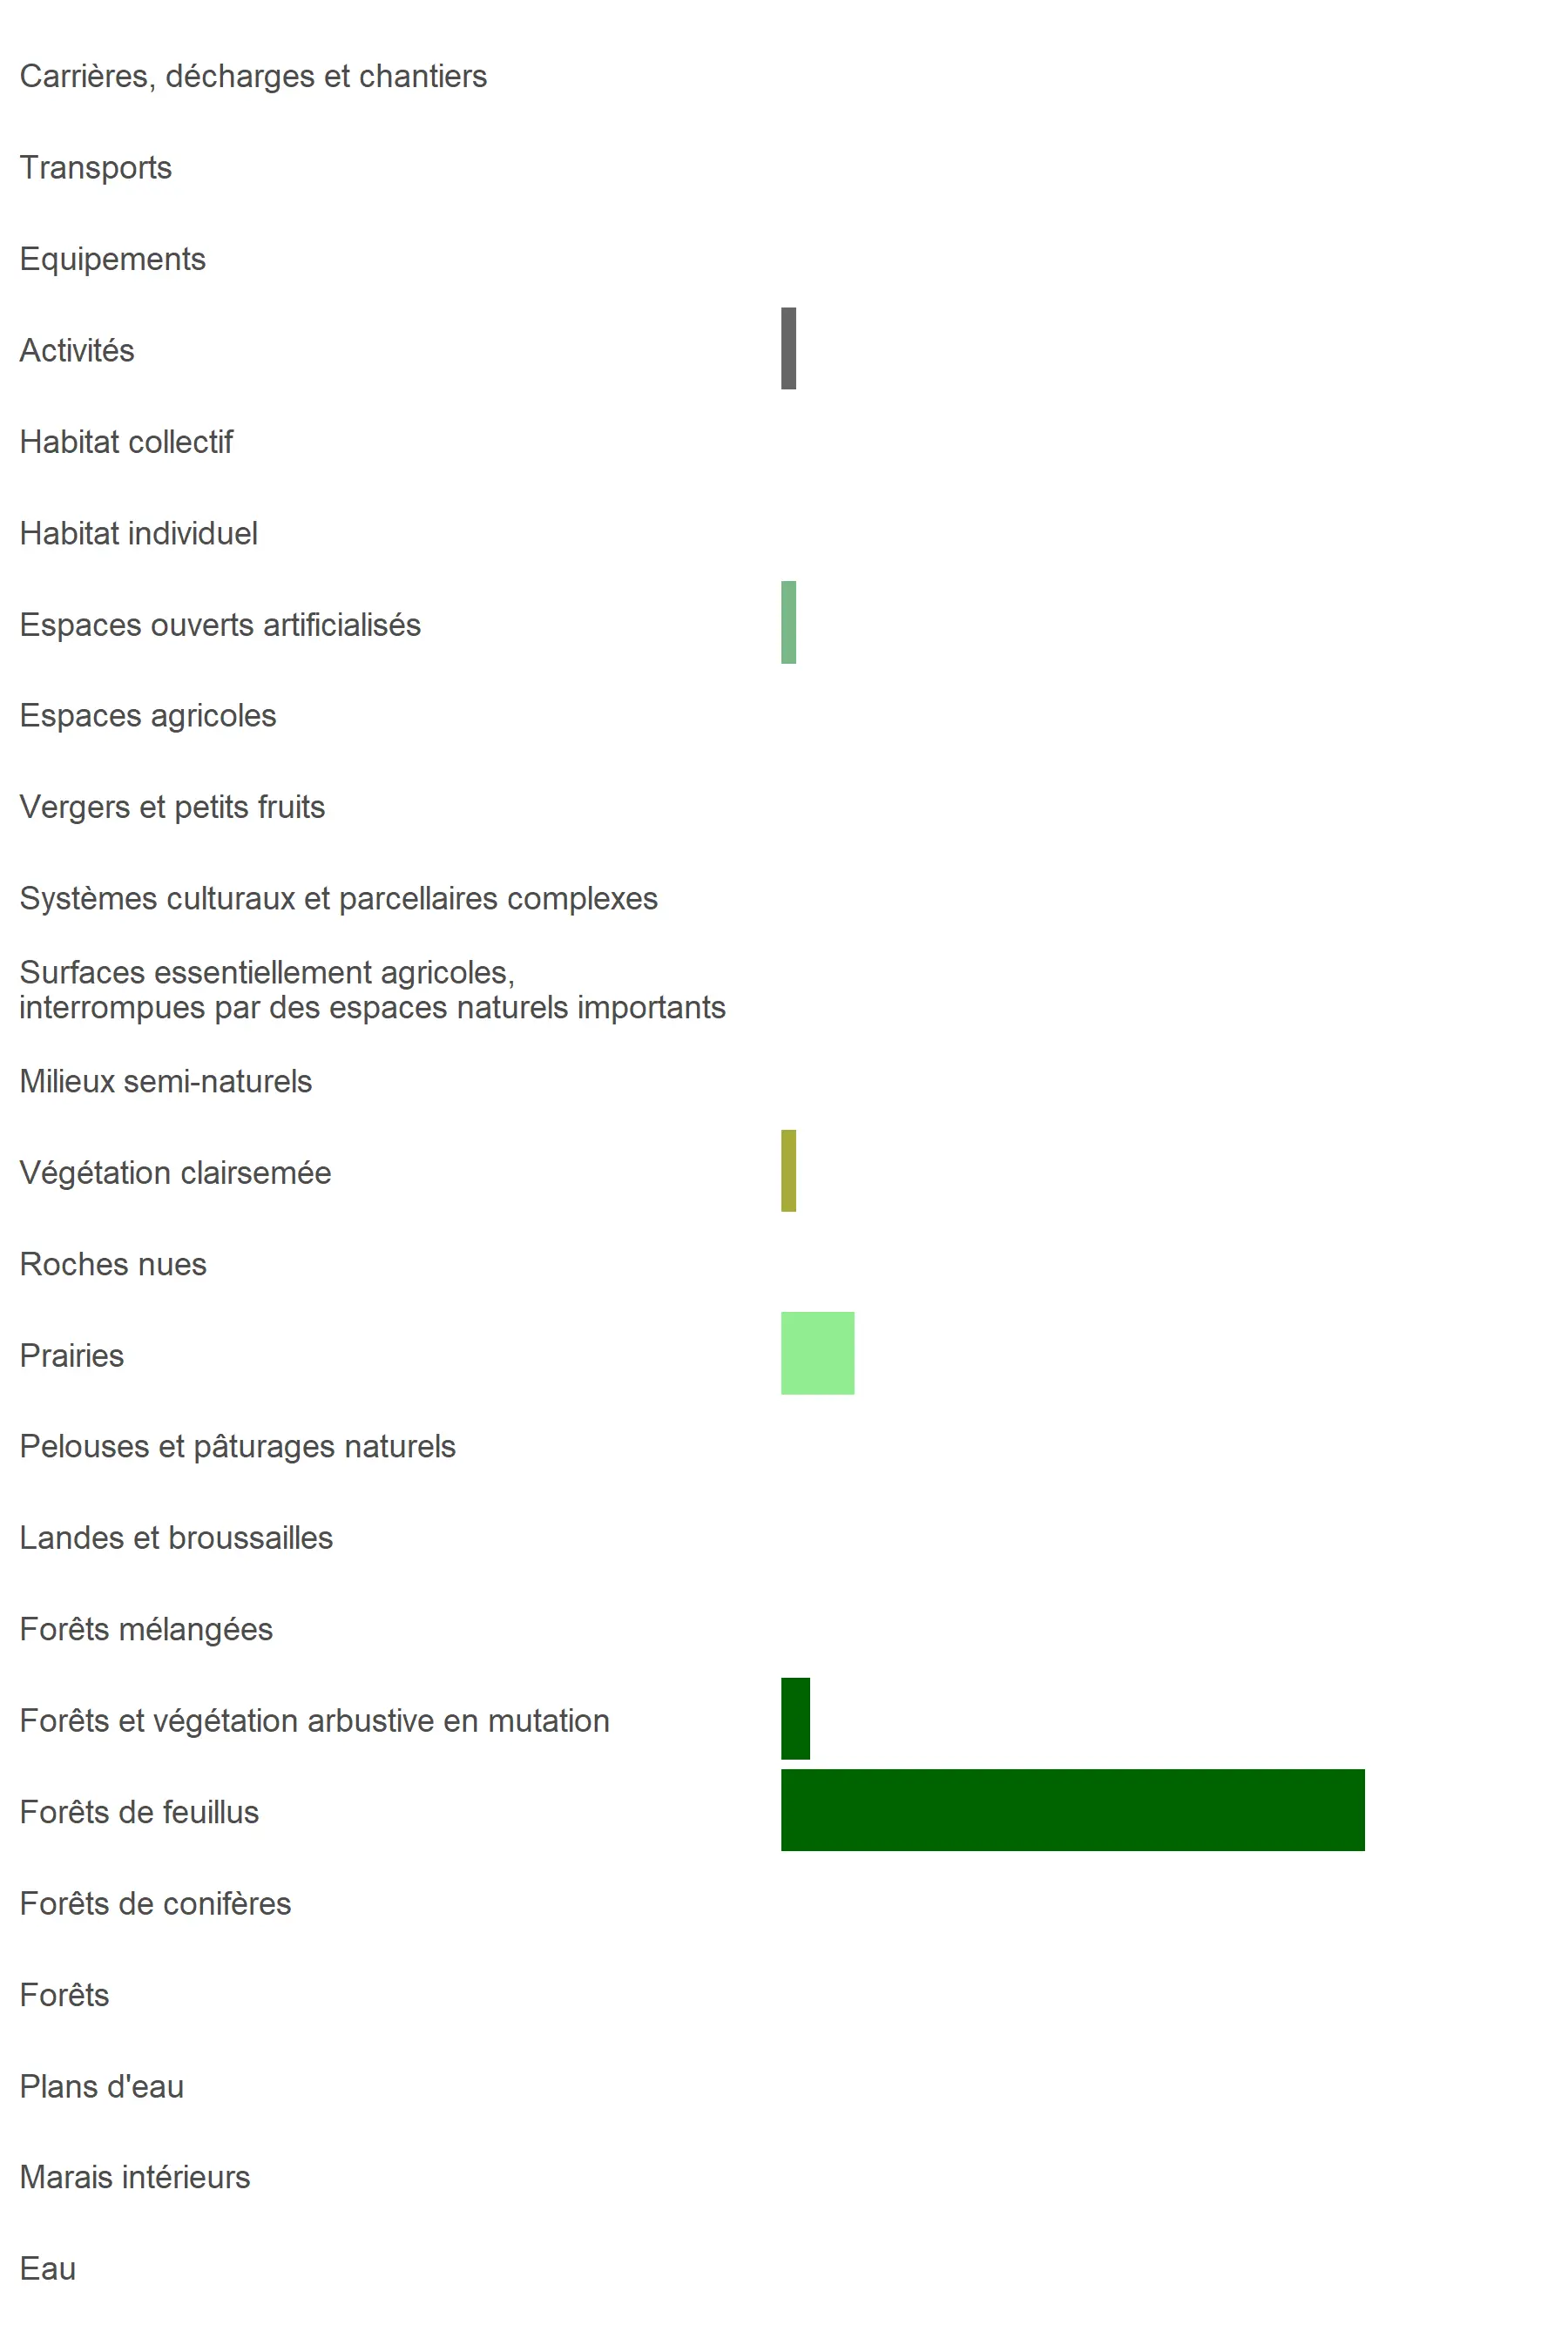 Carrières, décharges et chantiers
Transports
Equipements
Activités
Habitat collectif
Habitat individuel
Espaces ouverts artificialisés
Espaces agricoles
Vergers et petits fruits
Systèmes culturaux et parcellaires complexes
Surfaces essentiellement agricoles,
interrompues par des espaces naturels importants
Milieux semi-naturels
Végétation clairsemée
Roches nues
Prairies
Pelouses et pâturages naturels
Landes et broussailles
Forêts mélangées
Forêts et végétation arbustive en mutation
Forêts de feuillus
Forêts de conifères
Forêts
Plans d'eau
Marais intérieurs
Eau